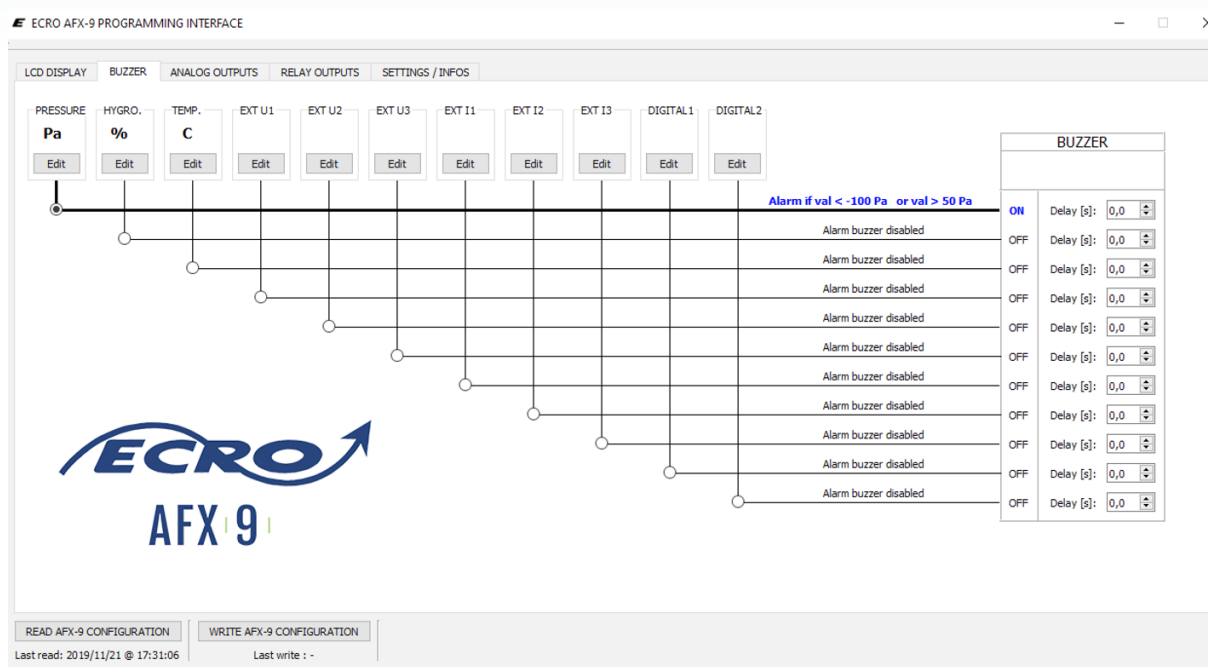 ECRO AFX-9 PROGRAMMING INTERFACE
LCD DISPLAY BUZZER ANALOG OUTPUTS RELAY OUTPUTS SETTINGS / INFOS
PRESSURE HYGRO. TEMP. EXT U1 EXT U2 EXT U3 EXT I1 EXT I2 EXT I3 DIGITAL1 DIGITAL2
Pa % C
Edit Edit Edit Edit Edit Edit Edit Edit Edit Edit Edit
BUZZER
Alarm if val < -100 Pa or val > 50 Pa ON Delay [s]: 0,0
Alarm buzzer disabled OFF Delay [s]: 0,0
Alarm buzzer disabled OFF Delay [s]: 0,0
Alarm buzzer disabled OFF Delay [s]: 0,0
Alarm buzzer disabled OFF Delay [s]: 0,0
Alarm buzzer disabled OFF Delay [s]: 0,0
Alarm buzzer disabled OFF Delay [s]: 0,0
Alarm buzzer disabled OFF Delay [s]: 0,0
Alarm buzzer disabled OFF Delay [s]: 0,0
Alarm buzzer disabled OFF Delay [s]: 0,0
Alarm buzzer disabled OFF Delay [s]: 0,0
ECRO
AFX 9
READ AFX-9 CONFIGURATION WRITE AFX-9 CONFIGURATION
Last read: 2019/11/21 @ 17:31:06 Last write : -